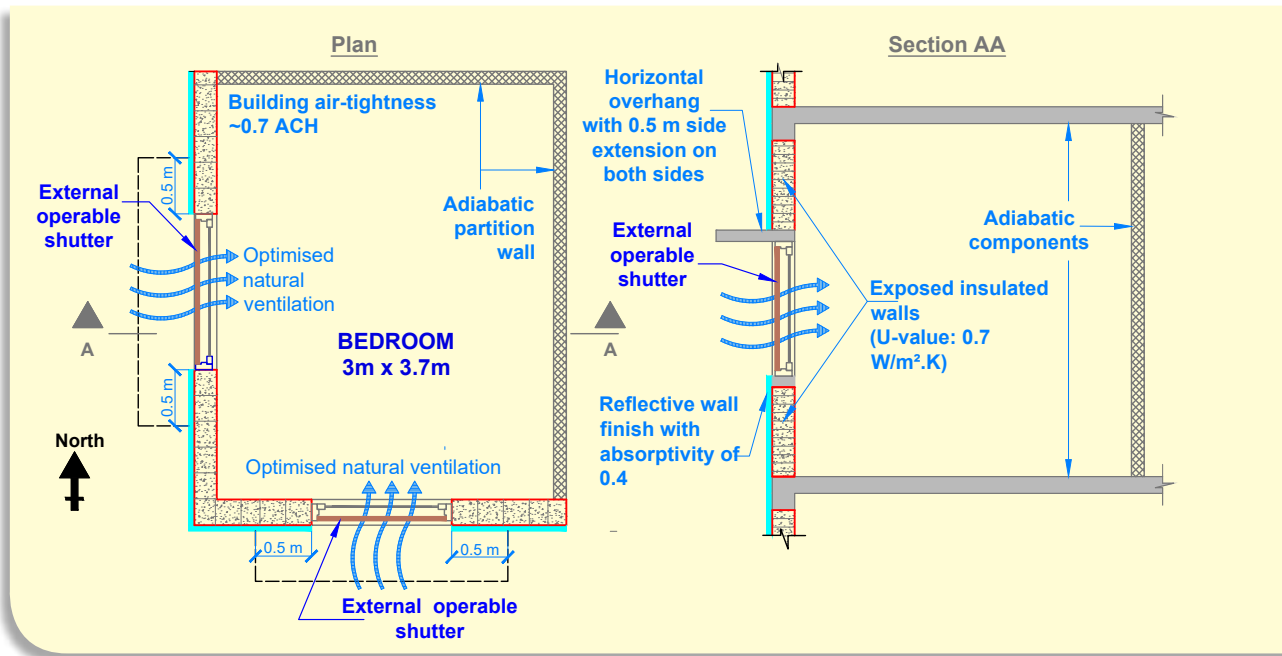 Plan
Building air-tightness
~0.7 ACH
0.5 m
External
operable
shutter
Adiabatic
partition
wall
Optimised
natural
ventilation
A
A
BEDROOM
3m x 3.7m
0.5 m
North
Optimised natural ventilation
0.5 m
0.5 m
External operable
shutter
Section AA
Horizontal
overhang
with 0.5 m side
extension on
both sides
External
operable
shutter
Adiabatic
components
Exposed insulated
walls
(U-value: 0.7
W/m².K)
Reflective wall
finish with
absorptivity of
0.4